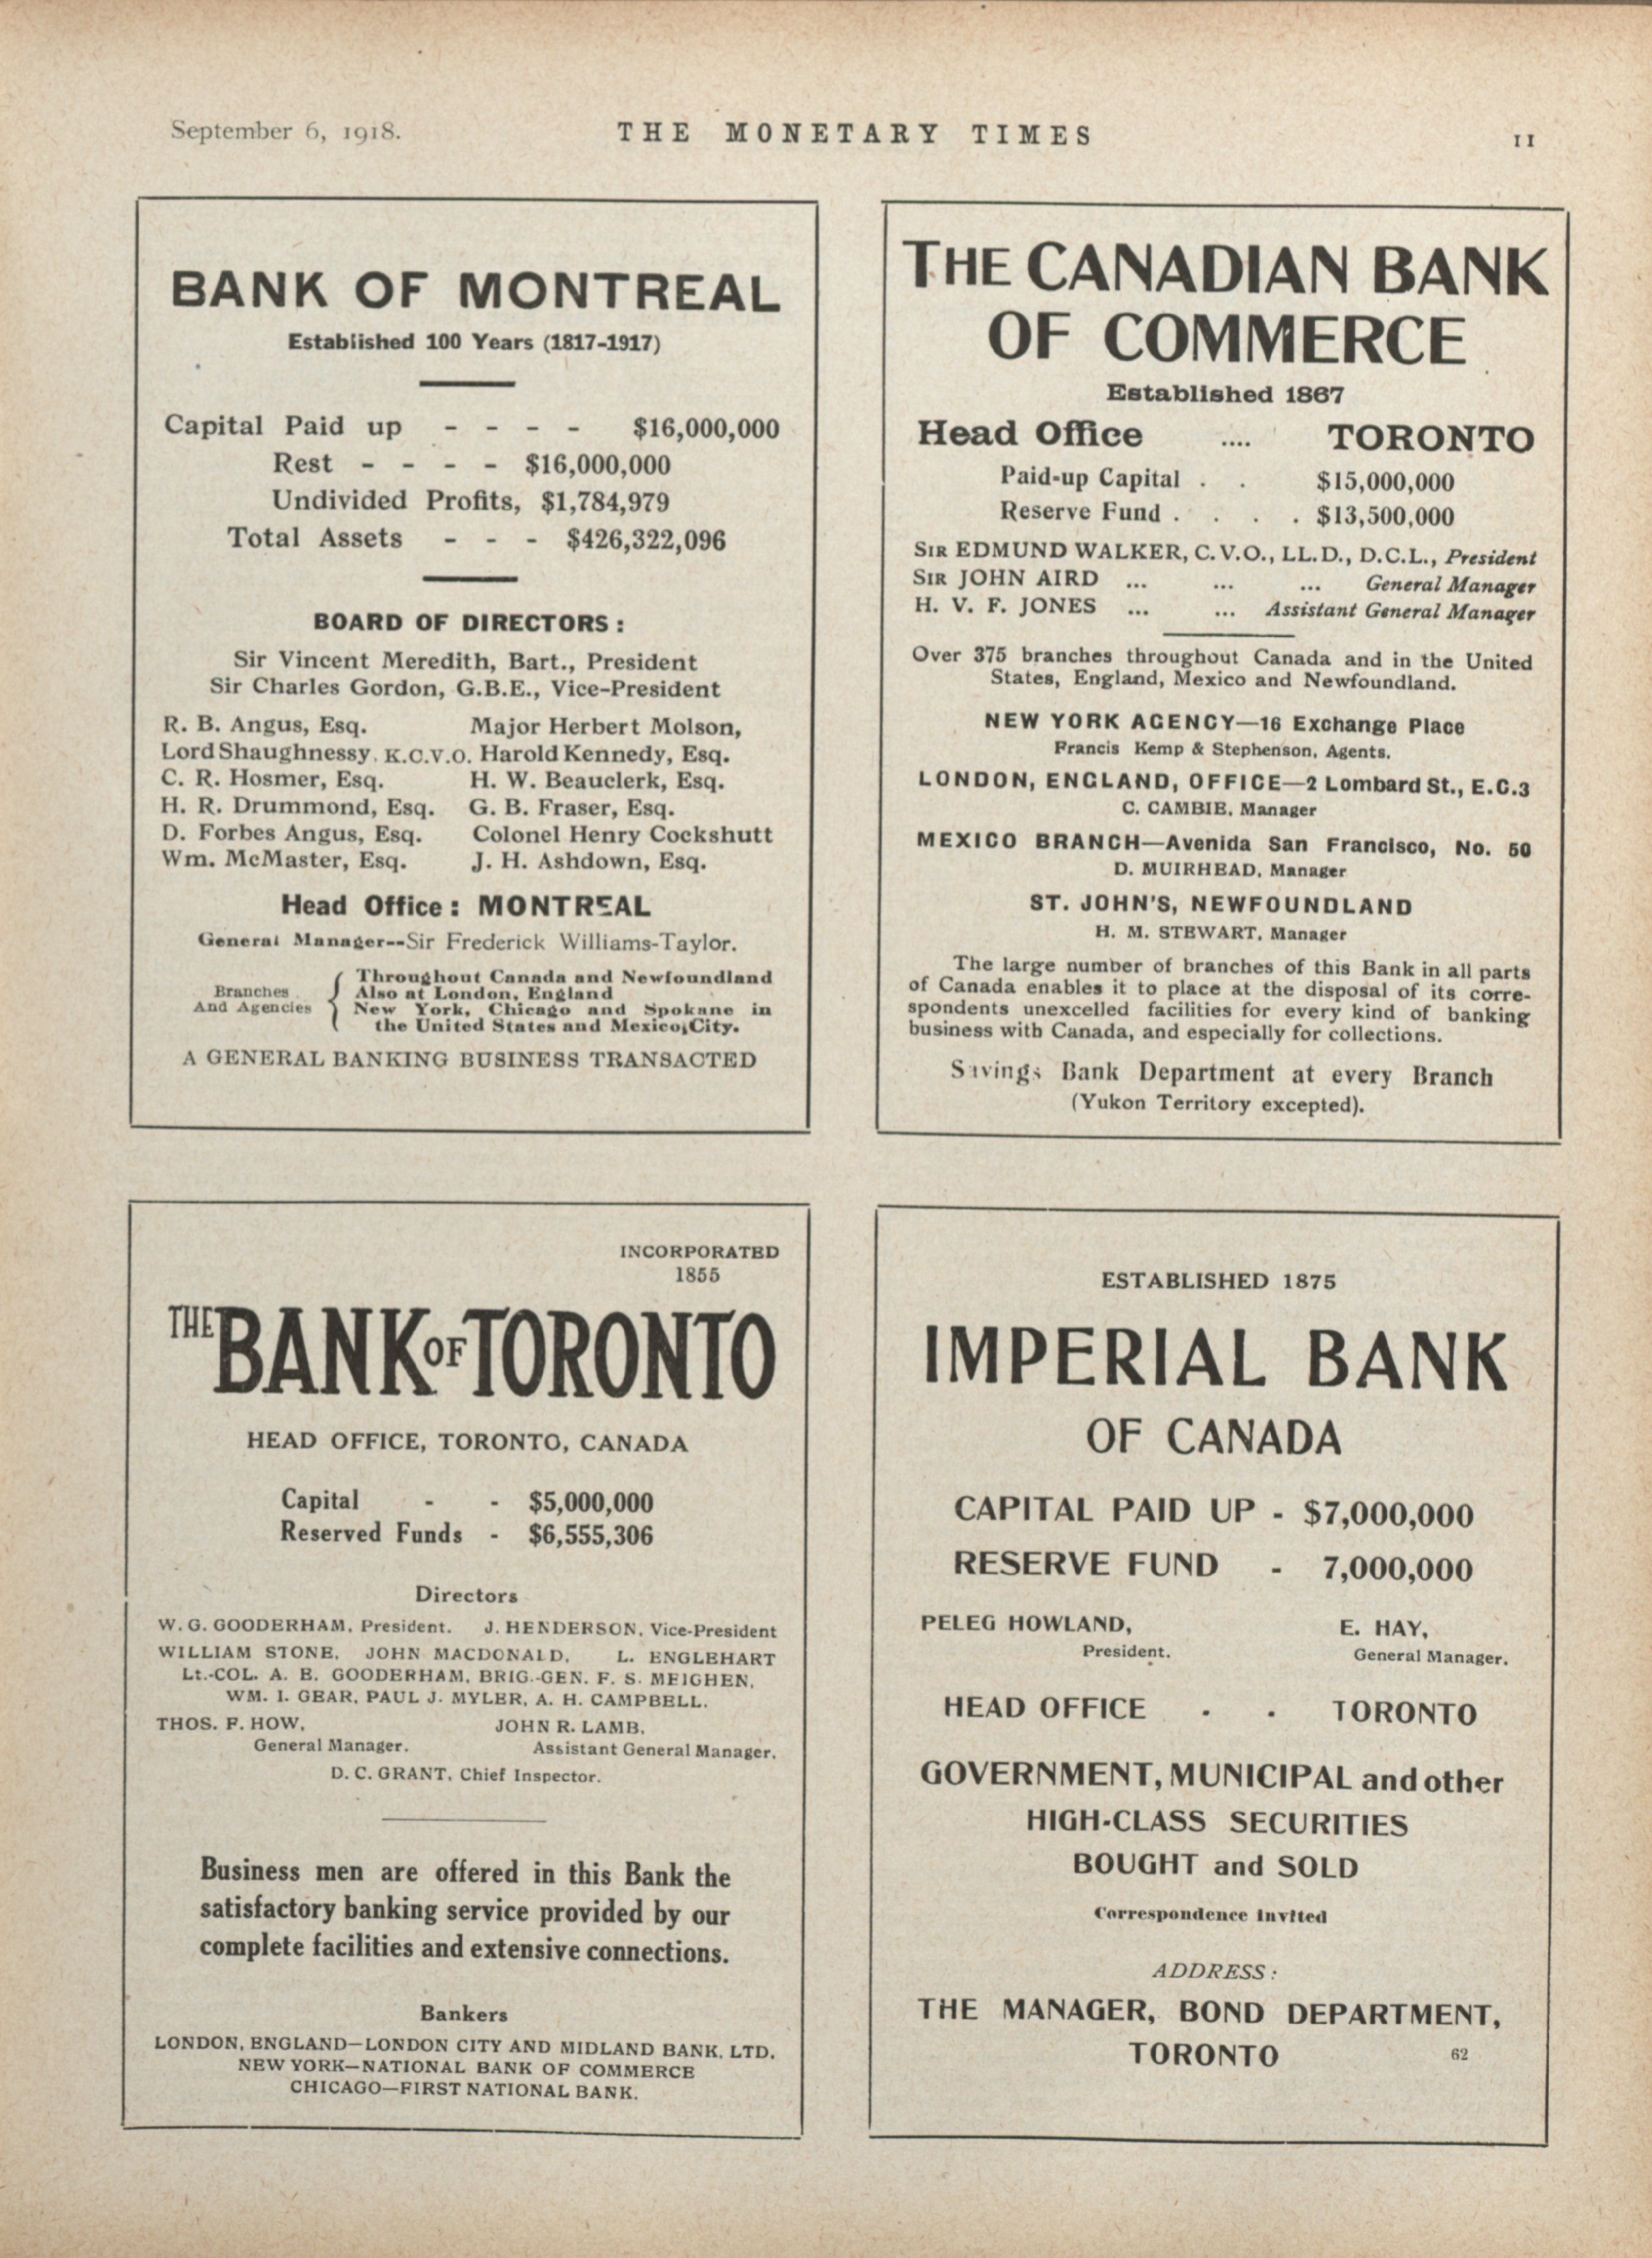 September 6, 1918.
THE MONETARY TIMES
11
BANK OF MONTREAL
Established 100 Years (1817-1917)
Capital Paid up - - - - $16,000,000
Rest - - - - $16,000,000
Undivided Profits, $1,784,979
Total Assets - - - $426,322,096
BOARD OF DIRECTORS :
Sir Vincent Meredith, Bart., President
Sir Charles Gordon, G.B.E., Vice-President
R. B. Angus, Esq. Major Herbert Molson,
Lord Shaughnessy, K.C.V.O. Harold Kennedy, Esq.
C. R. Hosmer, Esq. H. W. Beauclerk, Esq.
H. R. Drummond, Esq. G. B. Fraser, Esq.
D. Forbes Angus, Esq. Colonel Henry Cockshutt
Wm. McMaster, Esq. J. H. Ashdown, Esq.
Head Office : MONTREAL
General Manager--Sir Frederick Williams-Taylor.
Branches And Agencies
Throughout Canada and Newfoundland
Also at London, England
New York, Chicago and Spokane in
the United States and Mexico City.
A GENERAL BANKING BUSINESS TRANSACTED
THE CANADIAN BANK
OF COMMERCE
Established 1867
Head Office .... TORONTO
Paid-up Capital . . $15,000,000
Reserve Fund . . . . $13,500,000
SIR EDMUND WALKER, C.V.O., LL.D., D.C.L., President
SIR JOHN AIRD ... ... ... General Manager
H. V. F. JONES ... ... Assistant General Manager
Over 375 branches throughout Canada and in the United
States, England, Mexico and Newfoundland.
NEW YORK AGENCY—16 Exchange Place
Francis Kemp & Stephenson, Agents.
LONDON, ENGLAND, OFFICE—2 Lombard St., E.C.3
C. CAMBIE, Manager
MEXICO BRANCH—Avenida San Francisco, No. 50
D. MUIRHEAD, Manager
ST. JOHN'S, NEWFOUNDLAND
H. M. STEWART, Manager
The large number of branches of this Bank in all parts
of Canada enables it to place at the disposal of its corre-
spondents unexcelled facilities for every kind of banking
business with Canada, and especially for collections.
Savings Bank Department at every Branch
(Yukon Territory excepted).
INCORPORATED
1855
THE BANK OF TORONTO
HEAD OFFICE, TORONTO, CANADA
Capital - - $5,000,000
Reserved Funds - $6,555,306
Directors
W. G. GOODERHAM, President. J. HENDERSON, Vice-President
WILLIAM STONE, JOHN MACDONALD, L. ENGLEHART
Lt.-COL. A. E. GOODERHAM, BRIG.-GEN. F. S. MEIGHEN,
WM. I. GEAR, PAUL J. MYLER, A. H. CAMPBELL.
THOS. F. HOW, JOHN R. LAMB,
General Manager. Assistant General Manager.
D. C. GRANT, Chief Inspector.
Business men are offered in this Bank the
satisfactory banking service provided by our
complete facilities and extensive connections.
Bankers
LONDON, ENGLAND—LONDON CITY AND MIDLAND BANK, LTD.
NEW YORK—NATIONAL BANK OF COMMERCE
CHICAGO—FIRST NATIONAL BANK.
ESTABLISHED 1875
IMPERIAL BANK
OF CANADA
CAPITAL PAID UP - $7,000,000
RESERVE FUND - 7,000,000
PELEG HOWLAND, E. HAY,
President. General Manager.
HEAD OFFICE - - TORONTO
GOVERNMENT, MUNICIPAL and other
HIGH-CLASS SECURITIES
BOUGHT and SOLD
Correspondence Invited
ADDRESS :
THE MANAGER, BOND DEPARTMENT,
TORONTO 62